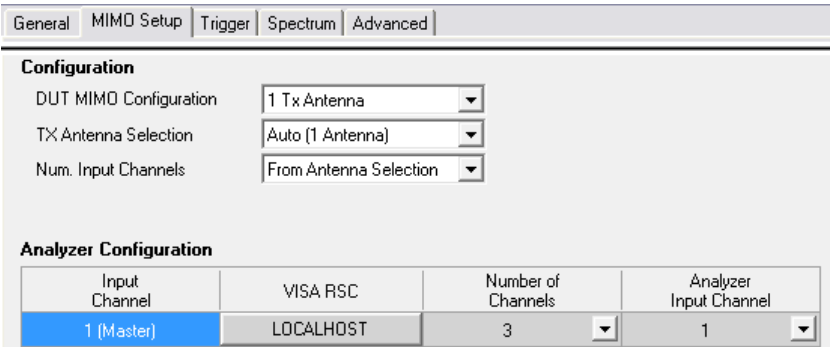 General MIMO Setup Trigger Spectrum Advanced
Configuration
DUT MIMO Configuration 1 Tx Antenna
TX Antenna Selection Auto (1 Antenna)
Num. Input Channels From Antenna Selection
Analyzer Configuration
Input Channel VISA RSC Number of Channels Analyzer Input Channel
1 (Master) LOCALHOST 3 1